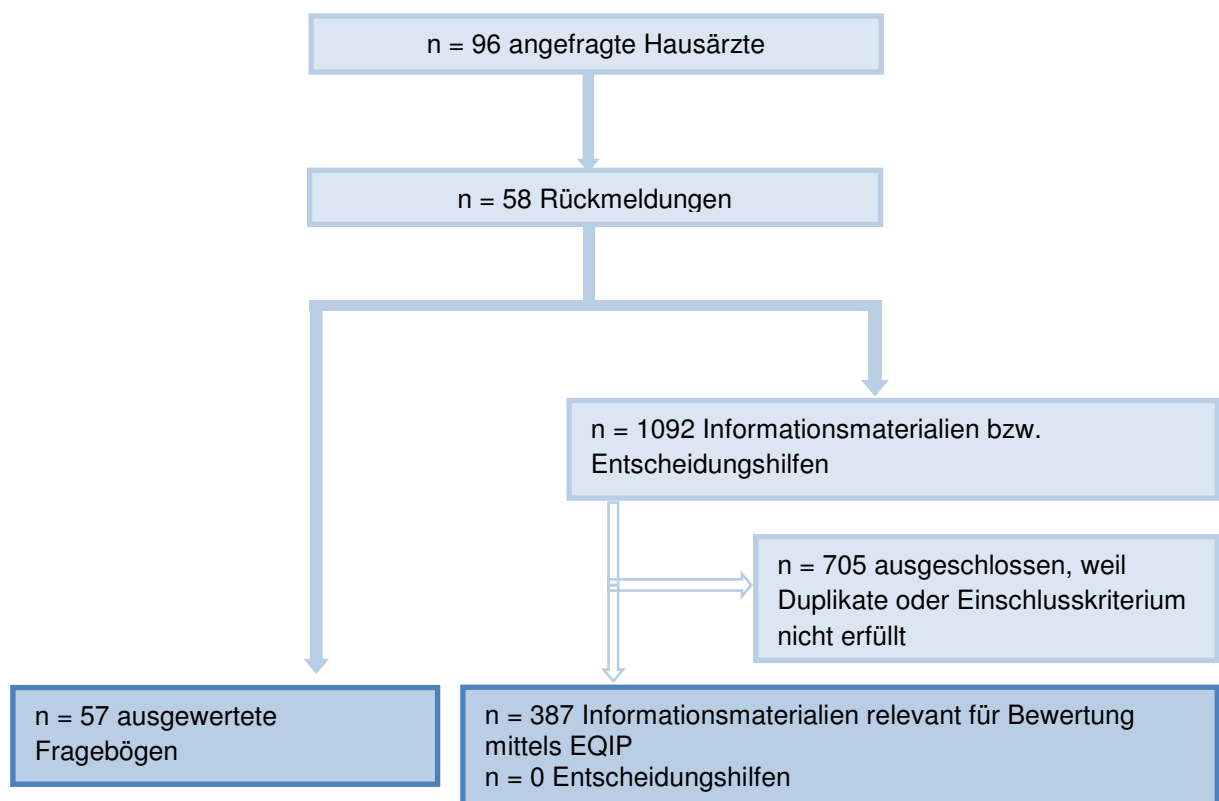 n = 96 angefragte Hausärzte
n = 58 Rückmeldungen
n = 1092 Informationsmaterialien bzw.
Entscheidungshilfen
n = 705 ausgeschlossen, weil
Duplikate oder Einschlusskriterium
nicht erfüllt
n = 57 ausgewertete
Fragebögen
n = 387 Informationsmaterialien relevant für Bewertung
mittels EQIP
n = 0 Entscheidungshilfen